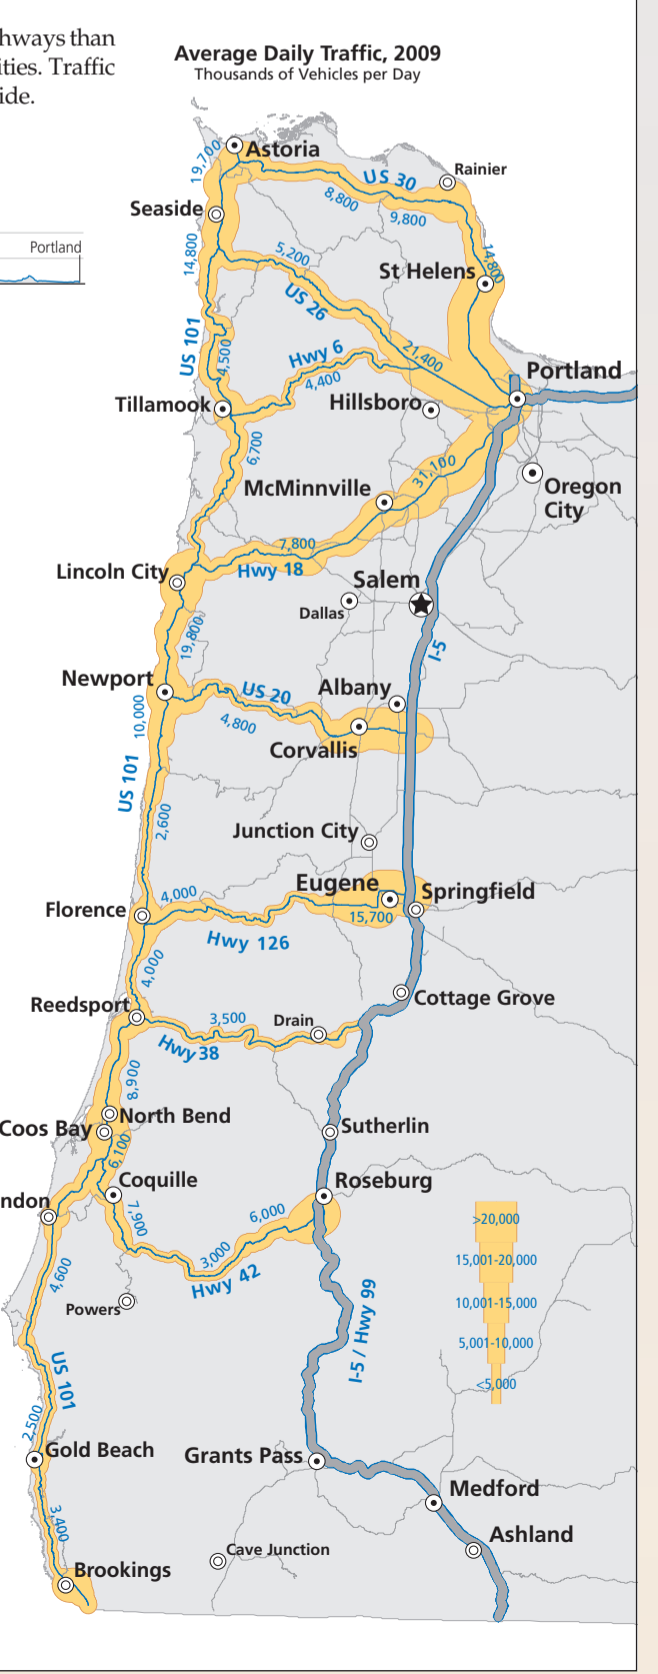 hways than
ities. Traffic
ide.
Portland
Average Daily Traffic, 2009
Thousands of Vehicles per Day
19,700
Astoria
US 30
Rainier
8,800
9,800
Seaside
14,800
5,200
St Helens
14,800
US 26
US 101
4,500
Hwy 6
4,400
21,400
Portland
Tillamook
Hillsboro
6,700
31,100
McMinnville
Oregon
City
7,800
Hwy 18
Lincoln City
Salem
Dallas
19,800
I-5
Newport
US 20
Albany
10,000
4,800
Corvallis
US 101
2,600
Junction City
4,000
Eugene
Springfield
Florence
15,700
Hwy 126
4,000
Reedsport
3,500
Drain
Cottage Grove
Hwy 38
8,900
North Bend
Coos Bay
Sutherlin
6,100
Coquille
Roseburg
ndon
7,900
6,000
>20,000
4,600
3,000
Hwy 42
15,001-20,000
Powers
I-5 / Hwy 99
10,001-15,000
5,001-10,000
US 101
<5,000
2,500
Gold Beach
Grants Pass
3,400
Medford
Ashland
Cave Junction
Brookings